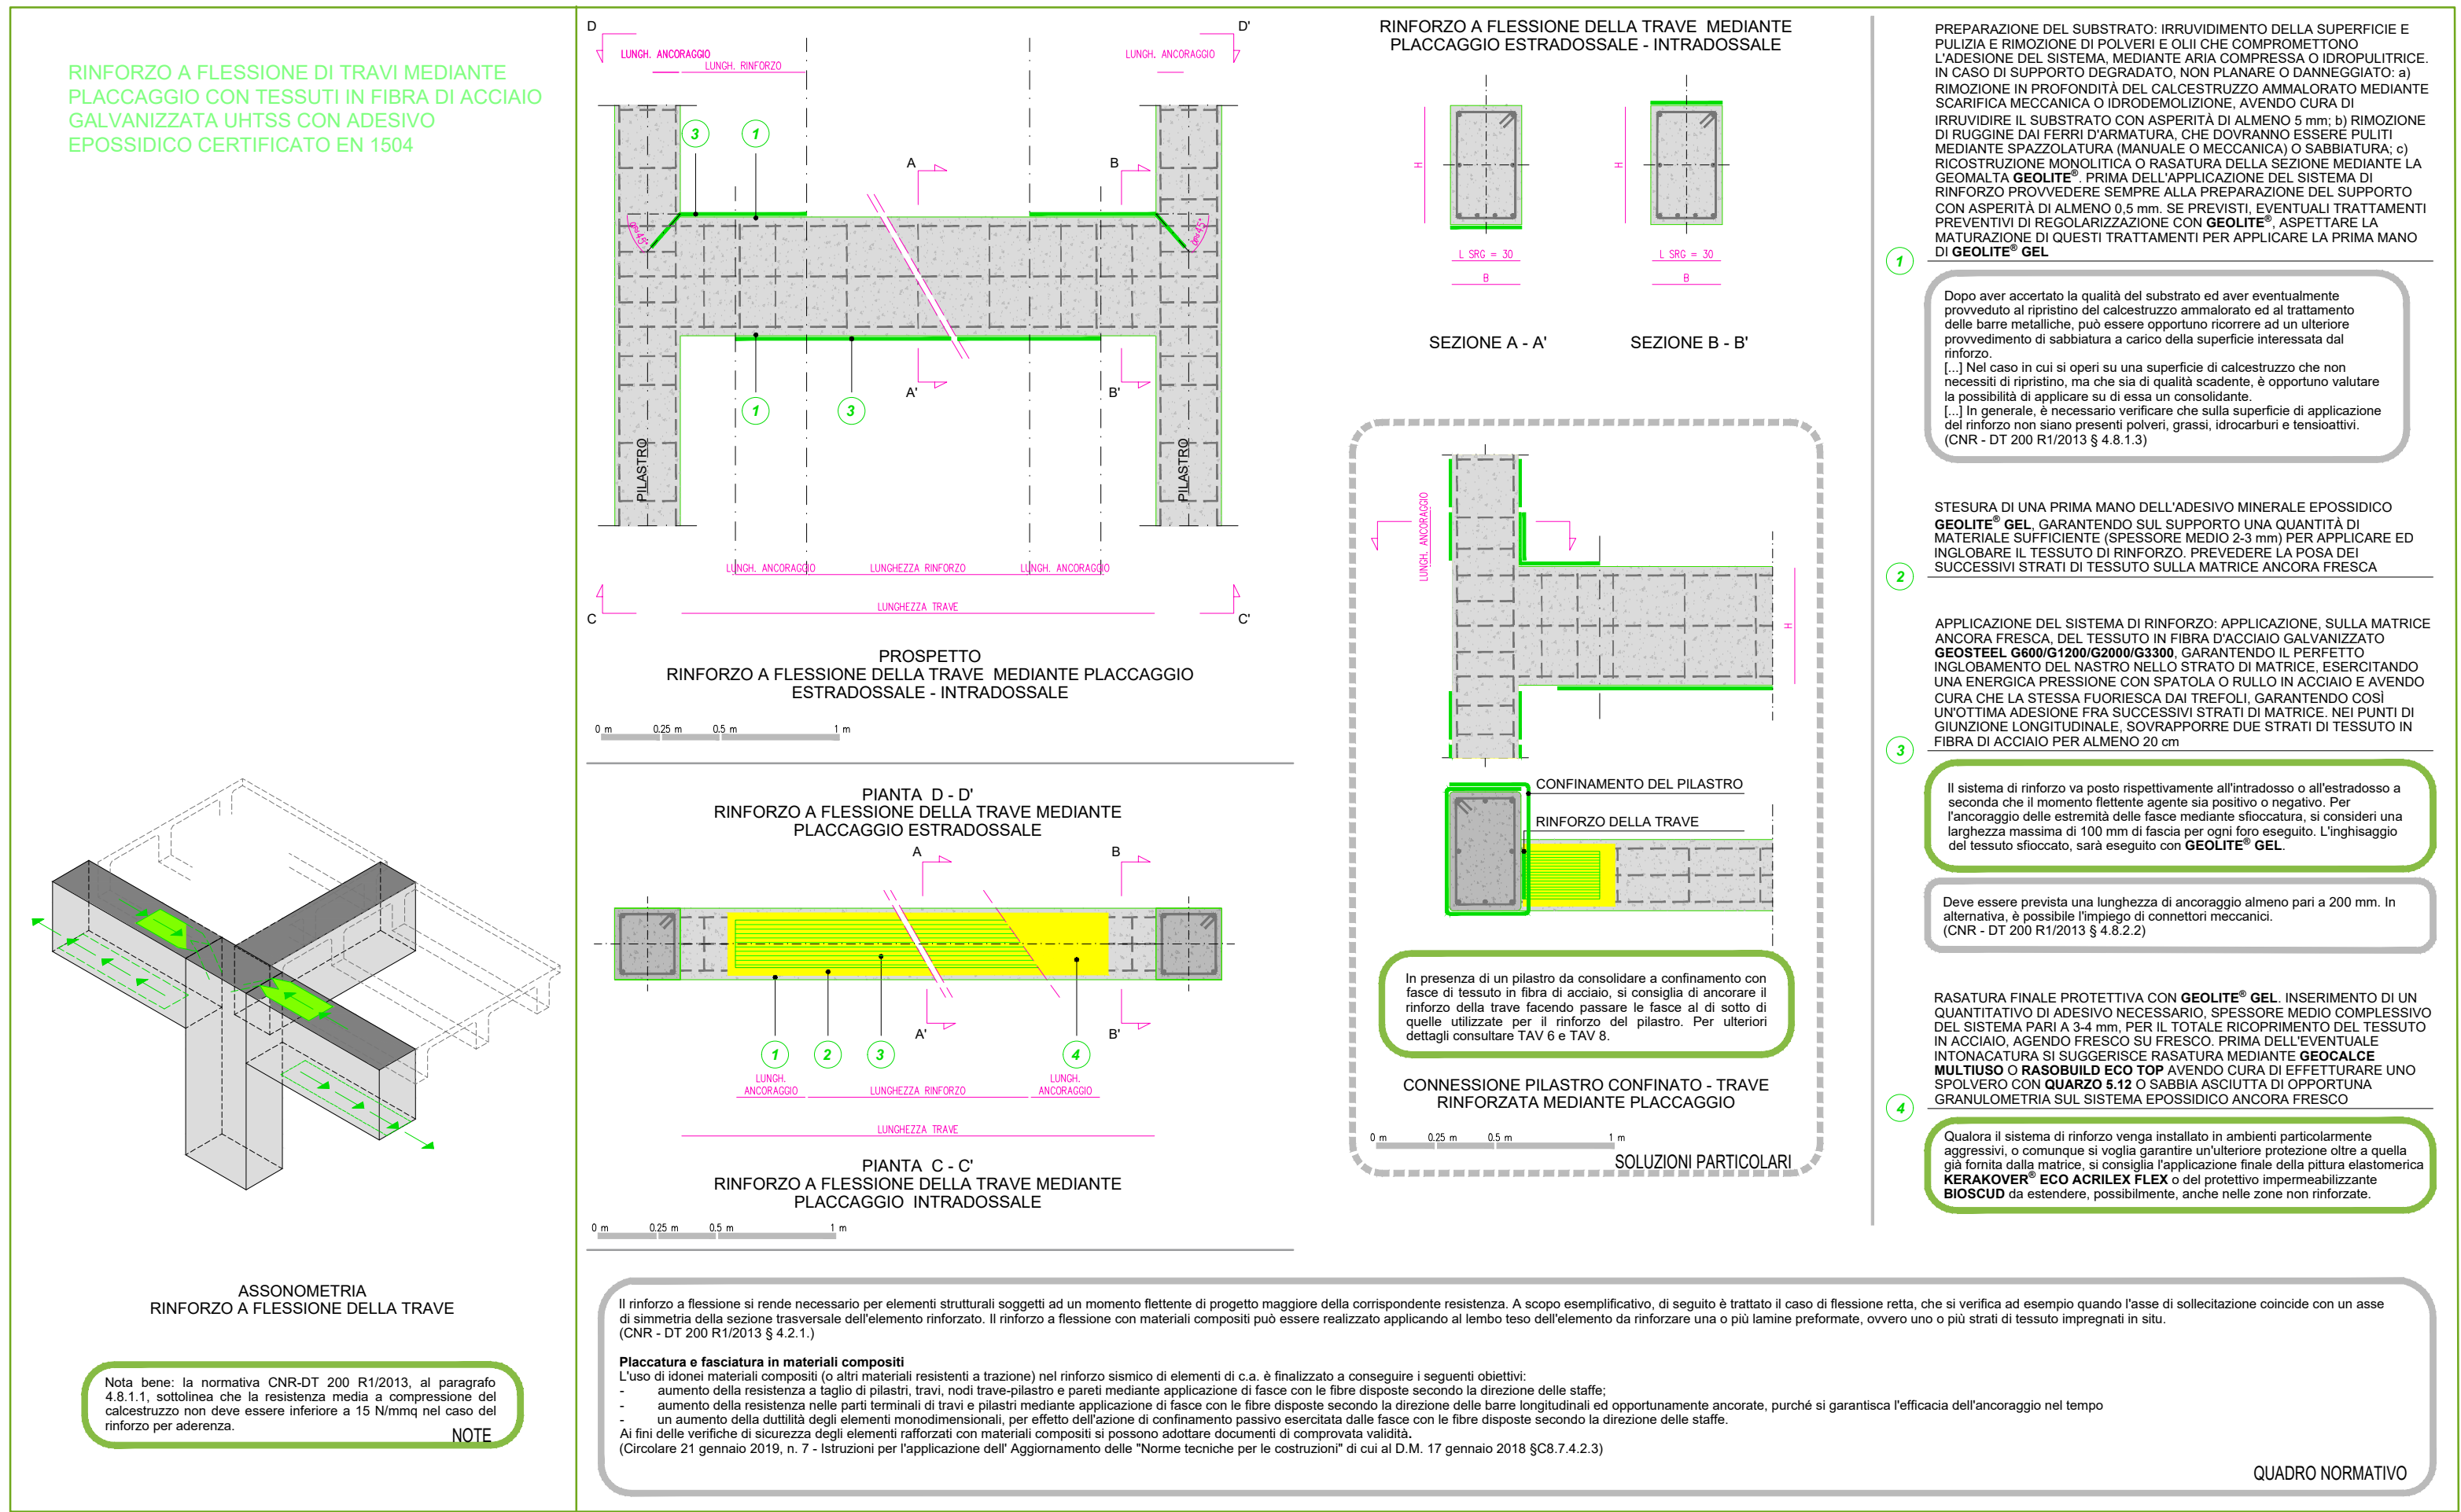 RINFORZO A FLESSIONE DI TRAVI MEDIANTE
PLACCAGGIO CON TESSUTI IN FIBRA DI ACCIAIO
GALVANIZZATA UHTSS CON ADESIVO
EPOSSIDICO CERTIFICATO EN 1504
ASSONOMETRIA
RINFORZO A FLESSIONE DELLA TRAVE
Nota bene: la normativa CNR-DT 200 R1/2013, al paragrafo
4.8.1.1, sottolinea che la resistenza media a compressione del
calcestruzzo non deve essere inferiore a 15 N/mmq nel caso del
rinforzo per aderenza.
NOTE
D
D'
LUNGH. ANCORAGGIO
LUNGH. RINFORZO
LUNGH. ANCORAGGIO
3
1
A
B
α=45°
α=45°
A'
B'
1
3
PILASTRO
PILASTRO
LUNGH. ANCORAGGIO
LUNGHEZZA RINFORZO
LUNGH. ANCORAGGIO
LUNGHEZZA TRAVE
C
C'
PROSPETTO
RINFORZO A FLESSIONE DELLA TRAVE MEDIANTE PLACCAGGIO
ESTRADOSSALE - INTRADOSSALE
0 m 0.25 m 0.5 m 1 m
PIANTA D - D'
RINFORZO A FLESSIONE DELLA TRAVE MEDIANTE
PLACCAGGIO ESTRADOSSALE
A
B
A'
B'
1
2
3
4
LUNGH.
ANCORAGGIO
LUNGHEZZA RINFORZO
LUNGH.
ANCORAGGIO
LUNGHEZZA TRAVE
PIANTA C - C'
RINFORZO A FLESSIONE DELLA TRAVE MEDIANTE
PLACCAGGIO INTRADOSSALE
0 m 0.25 m 0.5 m 1 m
RINFORZO A FLESSIONE DELLA TRAVE MEDIANTE
PLACCAGGIO ESTRADOSSALE - INTRADOSSALE
H
H
L SRG = 30
B
L SRG = 30
B
SEZIONE A - A'
SEZIONE B - B'
LUNGH. ANCORAGGIO
H
CONFINAMENTO DEL PILASTRO
RINFORZO DELLA TRAVE
In presenza di un pilastro da consolidare a confinamento con
fasce di tessuto in fibra di acciaio, si consiglia di ancorare il
rinforzo della trave facendo passare le fasce al di sotto di
quelle utilizzate per il rinforzo del pilastro. Per ulteriori
dettagli consultare TAV 6 e TAV 8.
CONNESSIONE PILASTRO CONFINATO - TRAVE
RINFORZATA MEDIANTE PLACCAGGIO
0 m 0.25 m 0.5 m 1 m
SOLUZIONI PARTICOLARI
PREPARAZIONE DEL SUBSTRATO: IRRUVIDIMENTO DELLA SUPERFICIE E
PULIZIA E RIMOZIONE DI POLVERI E OLII CHE COMPROMETTONO
L'ADESIONE DEL SISTEMA, MEDIANTE ARIA COMPRESSA O IDROPULITRICE.
IN CASO DI SUPPORTO DEGRADATO, NON PLANARE O DANNEGGIATO: a)
RIMOZIONE IN PROFONDITÀ DEL CALCESTRUZZO AMMALORATO MEDIANTE
SCARIFICA MECCANICA O IDRODEMOLIZIONE, AVENDO CURA DI
IRRUVIDIRE IL SUBSTRATO CON ASPERITÀ DI ALMENO 5 mm; b) RIMOZIONE
DI RUGGINE DAI FERRI D'ARMATURA, CHE DOVRANNO ESSERE PULITI
MEDIANTE SPAZZOLATURA (MANUALE O MECCANICA) O SABBIATURA; c)
RICOSTRUZIONE MONOLITICA O RASATURA DELLA SEZIONE MEDIANTE LA
GEOMALTA GEOLITE®. PRIMA DELL'APPLICAZIONE DEL SISTEMA DI
RINFORZO PROVVEDERE SEMPRE ALLA PREPARAZIONE DEL SUPPORTO
CON ASPERITÀ DI ALMENO 0,5 mm. SE PREVISTI, EVENTUALI TRATTAMENTI
PREVENTIVI DI REGOLARIZZAZIONE CON GEOLITE®, ASPETTARE LA
MATURAZIONE DI QUESTI TRATTAMENTI PER APPLICARE LA PRIMA MANO
DI GEOLITE® GEL
1
Dopo aver accertato la qualità del substrato ed aver eventualmente
provveduto al ripristino del calcestruzzo ammalorato ed al trattamento
delle barre metalliche, può essere opportuno ricorrere ad un ulteriore
provvedimento di sabbiatura a carico della superficie interessata dal
rinforzo.
[...] Nel caso in cui si operi su una superficie di calcestruzzo che non
necessiti di ripristino, ma che sia di qualità scadente, è opportuno valutare
la possibilità di applicare su di essa un consolidante.
[...] In generale, è necessario verificare che sulla superficie di applicazione
del rinforzo non siano presenti polveri, grassi, idrocarburi e tensioattivi.
(CNR - DT 200 R1/2013 § 4.8.1.3)
STESURA DI UNA PRIMA MANO DELL'ADESIVO MINERALE EPOSSIDICO
GEOLITE® GEL, GARANTENDO SUL SUPPORTO UNA QUANTITÀ DI
MATERIALE SUFFICIENTE (SPESSORE MEDIO 2-3 mm) PER APPLICARE ED
INGLOBARE IL TESSUTO DI RINFORZO. PREVEDERE LA POSA DEI
SUCCESSIVI STRATI DI TESSUTO SULLA MATRICE ANCORA FRESCA
2
APPLICAZIONE DEL SISTEMA DI RINFORZO: APPLICAZIONE, SULLA MATRICE
ANCORA FRESCA, DEL TESSUTO IN FIBRA D'ACCIAIO GALVANIZZATO
GEOSTEEL G600/G1200/G2000/G3300, GARANTENDO IL PERFETTO
INGLOBAMENTO DEL NASTRO NELLO STRATO DI MATRICE, ESERCITANDO
UNA ENERGICA PRESSIONE CON SPATOLA O RULLO IN ACCIAIO E AVENDO
CURA CHE LA STESSA FUORIESCA DAI TREFOLI, GARANTENDO COSÌ
UN'OTTIMA ADESIONE FRA SUCCESSIVI STRATI DI MATRICE. NEI PUNTI DI
GIUNZIONE LONGITUDINALE, SOVRAPPORRE DUE STRATI DI TESSUTO IN
FIBRA DI ACCIAIO PER ALMENO 20 cm
3
Il sistema di rinforzo va posto rispettivamente all'intradosso o all'estradosso a
seconda che il momento flettente agente sia positivo o negativo. Per
l'ancoraggio delle estremità delle fasce mediante sfioccatura, si consideri una
larghezza massima di 100 mm di fascia per ogni foro eseguito. L'inghisaggio
del tessuto sfioccato, sarà eseguito con GEOLITE® GEL.
Deve essere prevista una lunghezza di ancoraggio almeno pari a 200 mm. In
alternativa, è possibile l'impiego di connettori meccanici.
(CNR - DT 200 R1/2013 § 4.8.2.2)
RASATURA FINALE PROTETTIVA CON GEOLITE® GEL. INSERIMENTO DI UN
QUANTITATIVO DI ADESIVO NECESSARIO, SPESSORE MEDIO COMPLESSIVO
DEL SISTEMA PARI A 3-4 mm, PER IL TOTALE RICOPRIMENTO DEL TESSUTO
IN ACCIAIO, AGENDO FRESCO SU FRESCO. PRIMA DELL'EVENTUALE
INTONACATURA SI SUGGERISCE RASATURA MEDIANTE GEOCALCE
MULTIUSO O RASOBUILD ECO TOP AVENDO CURA DI EFFETTURARE UNO
SPOLVERO CON QUARZO 5.12 O SABBIA ASCIUTTA DI OPPORTUNA
GRANULOMETRIA SUL SISTEMA EPOSSIDICO ANCORA FRESCO
4
Qualora il sistema di rinforzo venga installato in ambienti particolarmente
aggressivi, o comunque si voglia garantire un'ulteriore protezione oltre a quella
già fornita dalla matrice, si consiglia l'applicazione finale della pittura elastomerica
KERAKOVER® ECO ACRILEX FLEX o del protettivo impermeabilizzante
BIOSCUD da estendere, possibilmente, anche nelle zone non rinforzate.
Il rinforzo a flessione si rende necessario per elementi strutturali soggetti ad un momento flettente di progetto maggiore della corrispondente resistenza. A scopo esemplificativo, di seguito è trattato il caso di flessione retta, che si verifica ad esempio quando l'asse di sollecitazione coincide con un asse
di simmetria della sezione trasversale dell'elemento rinforzato. Il rinforzo a flessione con materiali compositi può essere realizzato applicando al lembo teso dell'elemento da rinforzare una o più lamine preformate, ovvero uno o più strati di tessuto impregnati in situ.
(CNR - DT 200 R1/2013 § 4.2.1.)
Placcatura e fasciatura in materiali compositi
L'uso di idonei materiali compositi (o altri materiali resistenti a trazione) nel rinforzo sismico di elementi di c.a. è finalizzato a conseguire i seguenti obiettivi:
- aumento della resistenza a taglio di pilastri, travi, nodi trave-pilastro e pareti mediante applicazione di fasce con le fibre disposte secondo la direzione delle staffe;
- aumento della resistenza nelle parti terminali di travi e pilastri mediante applicazione di fasce con le fibre disposte secondo la direzione delle barre longitudinali ed opportunamente ancorate, purché si garantisca l'efficacia dell'ancoraggio nel tempo
- un aumento della duttilità degli elementi monodimensionali, per effetto dell'azione di confinamento passivo esercitata dalle fasce con le fibre disposte secondo la direzione delle staffe.
Ai fini delle verifiche di sicurezza degli elementi rafforzati con materiali compositi si possono adottare documenti di comprovata validità.
(Circolare 21 gennaio 2019, n. 7 - Istruzioni per l'applicazione dell' Aggiornamento delle "Norme tecniche per le costruzioni" di cui al D.M. 17 gennaio 2018 §C8.7.4.2.3)
QUADRO NORMATIVO